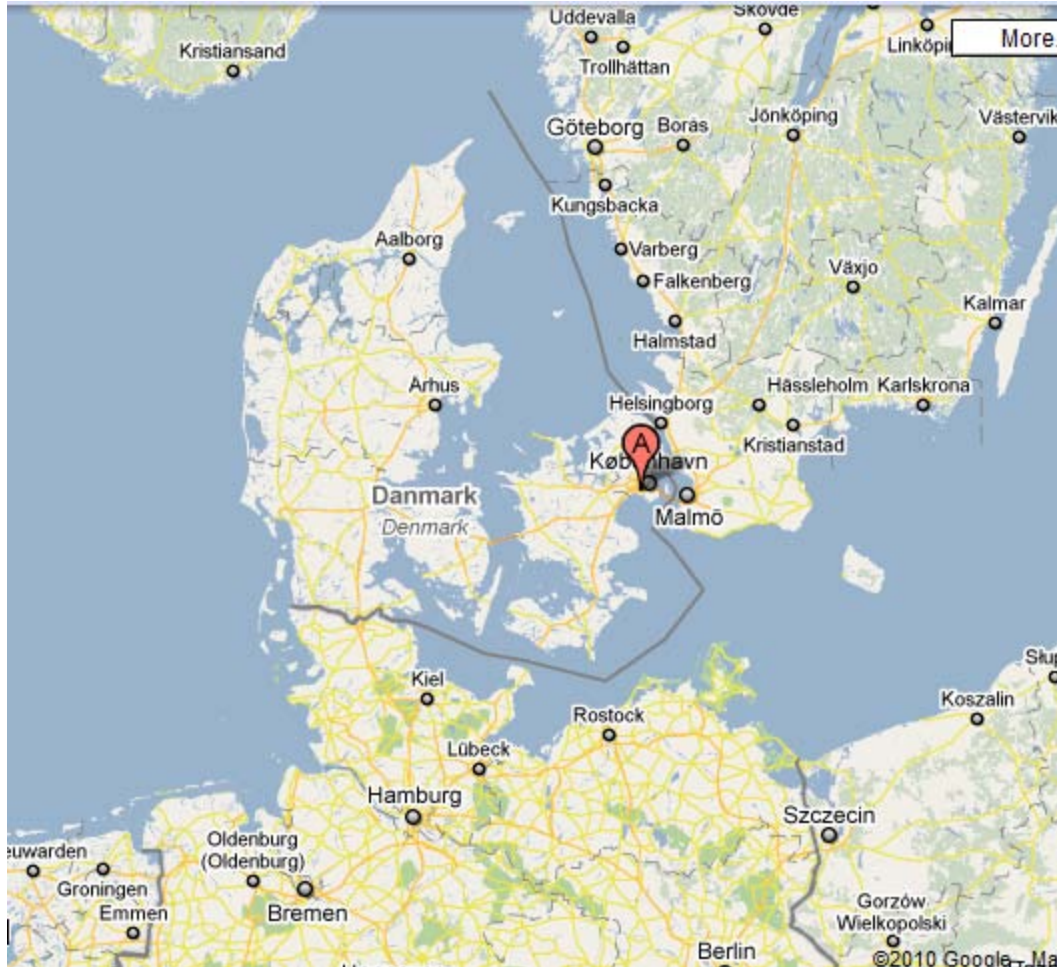 Uddevalla
Skövde
Linköpi
More
Kristiansand
Trollhättan
Göteborg
Borås
Jönköping
Västervik
Kungsbacka
Aalborg
Varberg
Växjo
Falkenberg
Kalmar
Halmstad
Århus
Hässleholm
Karlskrona
Helsingborg
Kristianstad
A
København
Danmark
Denmark
Malmö
Kiel
Słup
Koszalin
Rostock
Lübeck
Hamburg
Szczecin
Oldenburg
(Oldenburg)
euwarden
Groningen
Emmen
Bremen
Gorzów
Wielkopolski
Berlin
©2010 Google - Ma